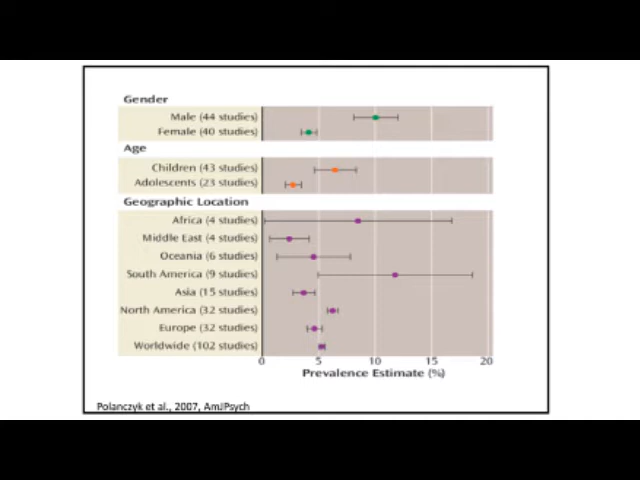 Gender
Male (44 studies)
Female (40 studies)
Age
Children (43 studies)
Adolescents (23 studies)
Geographic Location
Africa (4 studies)
Middle East (4 studies)
Oceania (6 studies)
South America (9 studies)
Asia (15 studies)
North America (32 studies)
Europe (32 studies)
Worldwide (102 studies)
0 5 10 15 20
Prevalence Estimate (%)
Polanczyk et al., 2007, AmJPsych